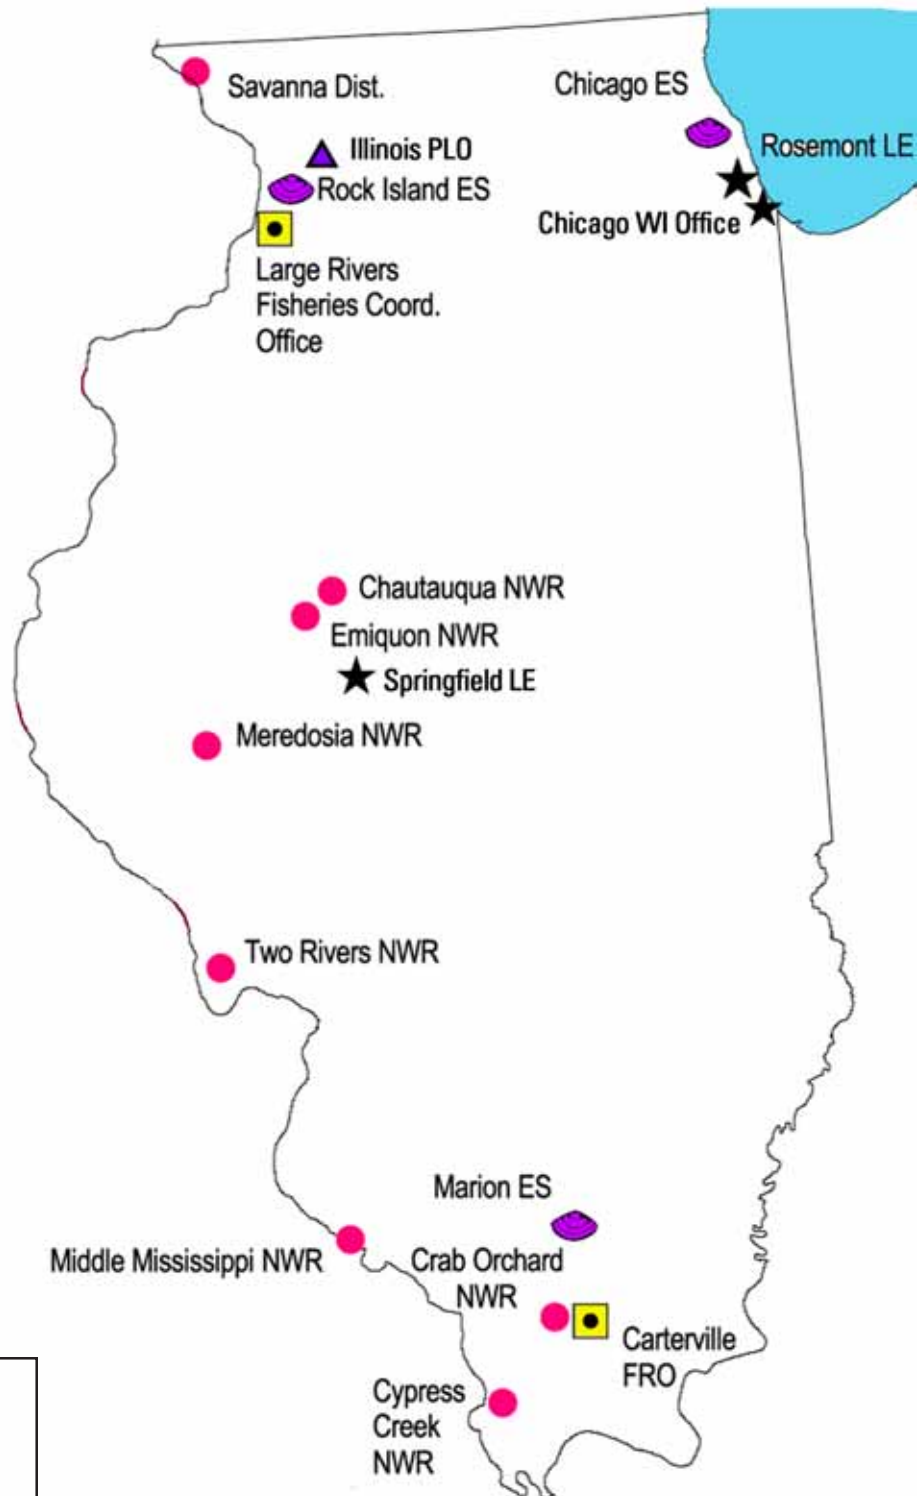 Savanna Dist.
Chicago ES
Illinois PLO
Rosemont LE
Rock Island ES
Chicago WI Office
Large Rivers
Fisheries Coord.
Office
Chautauqua NWR
Emiquon NWR
Springfield LE
Meredosia NWR
Two Rivers NWR
Marion ES
Middle Mississippi NWR
Crab Orchard
NWR
Carterville
FRO
Cypress
Creek
NWR